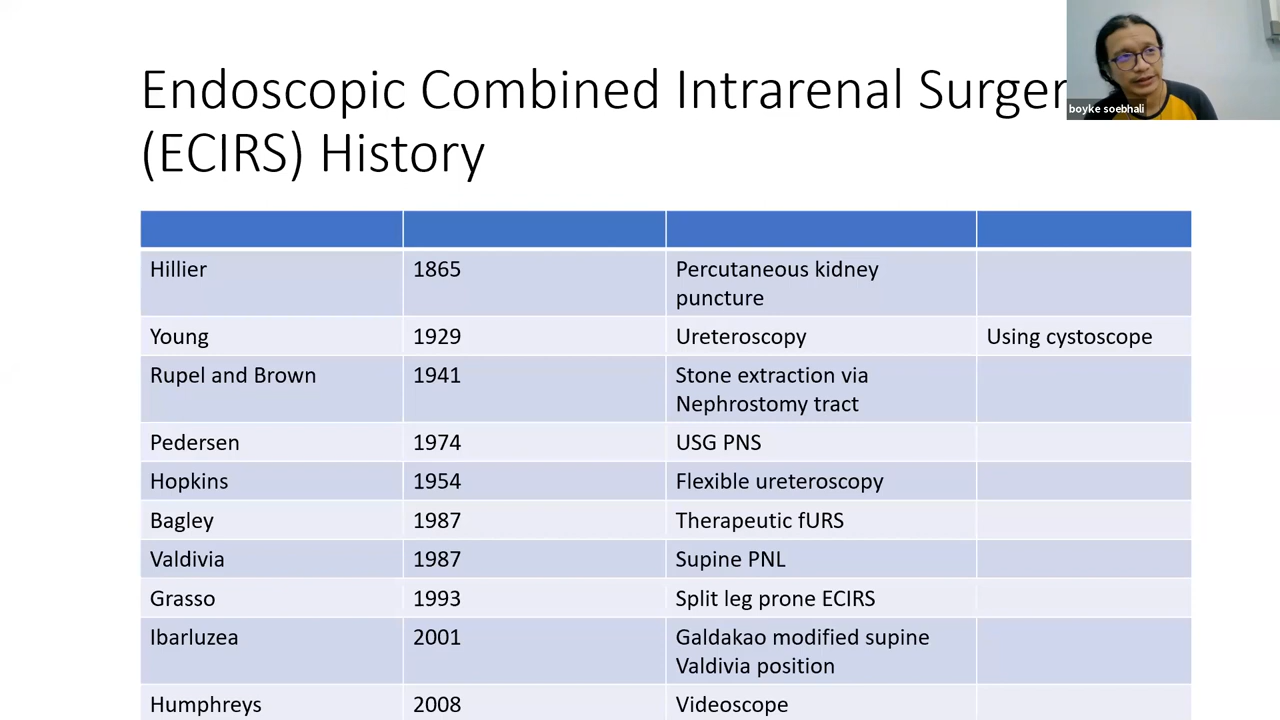 Endoscopic Combined Intrarenal Surger
(ECIRS) History
boyke soebhali
Hillier 1865 Percutaneous kidney
puncture
Young 1929 Ureteroscopy Using cystoscope
Rupel and Brown 1941 Stone extraction via
Nephrostomy tract
Pedersen 1974 USG PNS
Hopkins 1954 Flexible ureteroscopy
Bagley 1987 Therapeutic fURS
Valdivia 1987 Supine PNL
Grasso 1993 Split leg prone ECIRS
Ibarluzea 2001 Galdakao modified supine
Valdivia position
Humphreys 2008 Videoscope